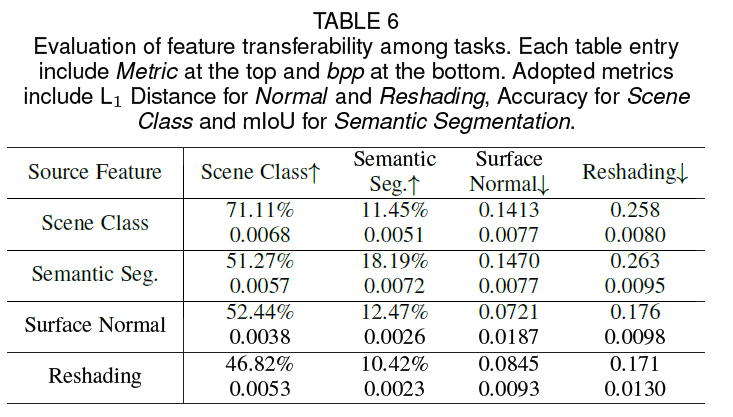 TABLE 6
Evaluation of feature transferability among tasks. Each table entry
include Metric at the top and bpp at the bottom. Adopted metrics
include L₁ Distance for Normal and Reshading, Accuracy for Scene
Class and mIoU for Semantic Segmentation.
Source Feature Scene Class↑ Semantic Seg.↑ Surface Normal↓ Reshading↓
Scene Class 71.11% 11.45% 0.1413 0.258
0.0068 0.0051 0.0077 0.0080
Semantic Seg. 51.27% 18.19% 0.1470 0.263
0.0057 0.0072 0.0077 0.0095
Surface Normal 52.44% 12.47% 0.0721 0.176
0.0038 0.0026 0.0187 0.0098
Reshading 46.82% 10.42% 0.0845 0.171
0.0053 0.0023 0.0093 0.0130